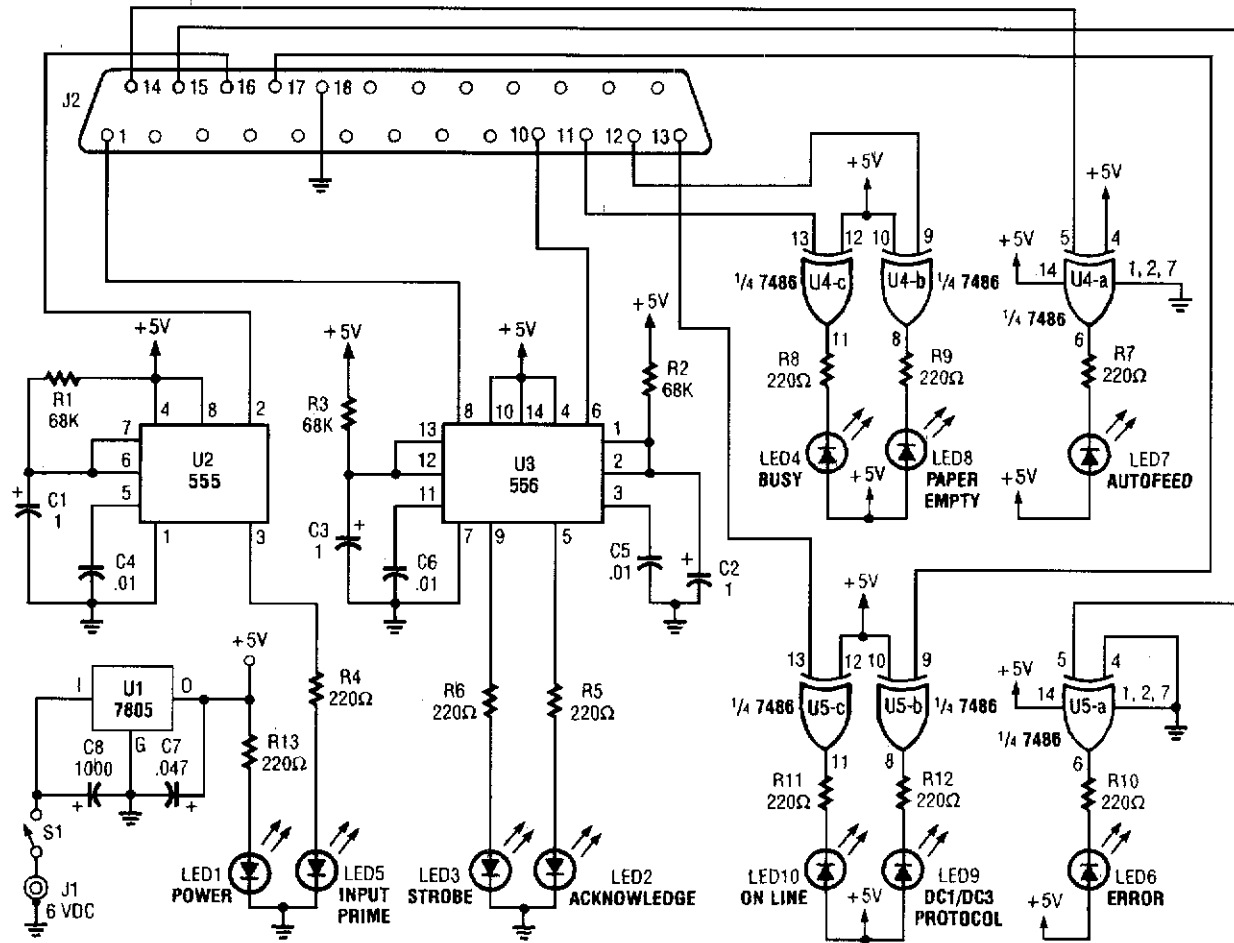 14 15 16 17 18
J2
1 10 11 12 13
+5V
13 12 10 9
U4-c U4-b
1/4 7486 1/4 7486
11 8
R8 220Ω
R9 220Ω
LED4 BUSY
LED8 PAPER EMPTY
+5V
+5V
5 4
14 U4-a 1, 2, 7
1/4 7486
6
R7 220Ω
LED7 AUTOFEED
+5V
+5V
R1 68K
4 8 2
7
6
5
U2 555
1 3
C1 1
+
C4 .01
+5V
R3 68K
+5V
8 10 14 4 6
13
12
11
U3 556
1
2
3
7 9 5
+5V
R2 68K
C3 1
+
C6 .01
C5 .01
C2 1
+
+5V
I U1 7805 O
G
C8 1000
C7 .047
+ +
S1
J1
6 VDC
R13 220Ω
R4 220Ω
R6 220Ω
R5 220Ω
LED1 POWER
LED5 INPUT PRIME
LED3 STROBE
LED2 ACKNOWLEDGE
+5V
13 12 10 9
U5-c U5-b
1/4 7486 1/4 7486
11 8
R11 220Ω
R12 220Ω
LED10 ON LINE
LED9 DC1/DC3 PROTOCOL
+5V
5 4
+5V
14 U5-a 1, 2, 7
1/4 7486
6
R10 220Ω
LED6 ERROR
+5V